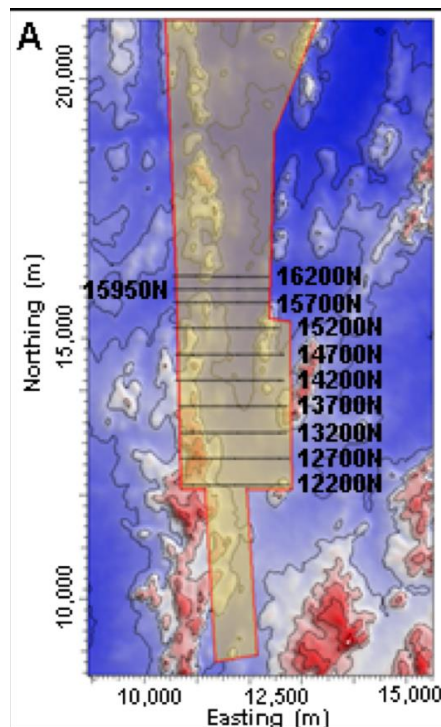 A
20,000
16200N
15950N
15700N
15,000
15200N
14700N
14200N
13700N
13200N
12700N
12200N
10,000
Northing (m)
10,000 12,500 15,000
Easting (m)